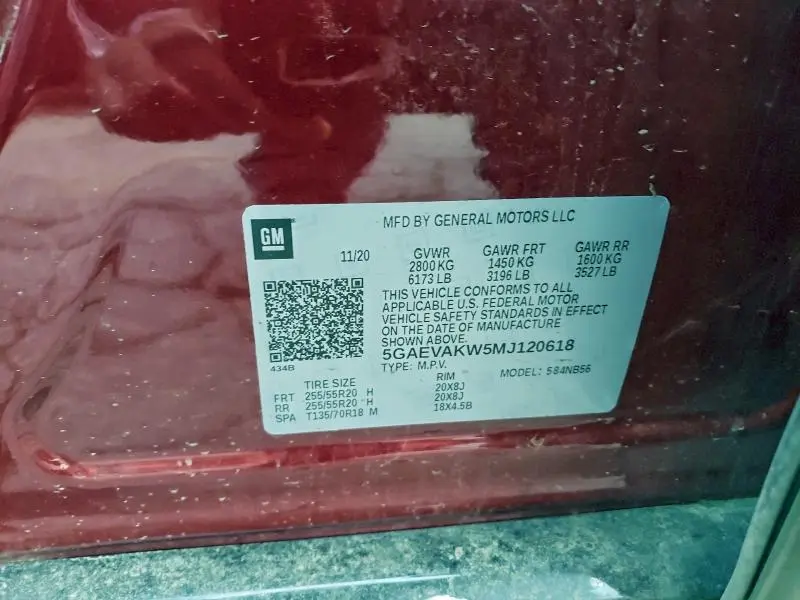 GM
MFD BY GENERAL MOTORS LLC
11/20 GVWR GAWR FRT GAWR RR
2800 KG 1450 KG 1600 KG
6173 LB 3196 LB 3527 LB
THIS VEHICLE CONFORMS TO ALL
APPLICABLE U.S. FEDERAL MOTOR
VEHICLE SAFETY STANDARDS IN EFFECT
ON THE DATE OF MANUFACTURE
SHOWN ABOVE.
5GAEVAKW5MJ120618
434B
TYPE: M.P.V. MODEL: 584NB56
TIRE SIZE RIM
FRT 255/55R20 H 20X8J
RR 255/55R20 H 20X8J
SPA T135/70R18 M 18X4.5B